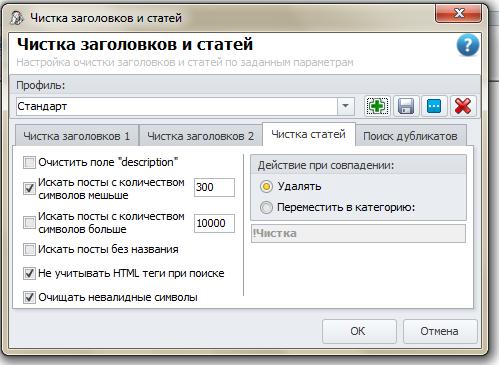 Чистка заголовков и статей
Чистка заголовков и статей
Настройка очистки заголовков и статей по заданным параметрам
Профиль:
Стандарт
Чистка заголовков 1
Чистка заголовков 2
Чистка статей
Поиск дубликатов
Очистить поле "description"
Искать посты с количеством
символов меньше
300
Искать посты с количеством
символов больше
10000
Искать посты без названия
Не учитывать HTML теги при поиске
Очищать невалидные символы
Действие при совпадении:
Удалять
Переместить в категорию:
!Чистка
OK
Отмена